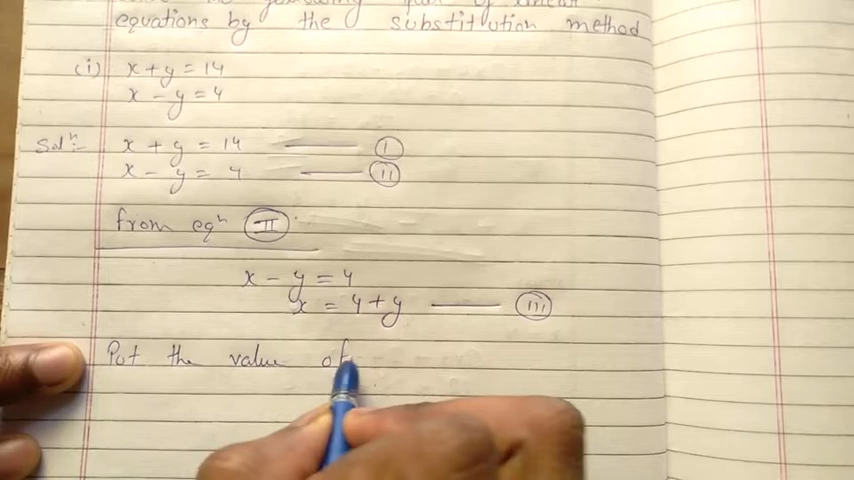 equations by the substitution method
(i) x + y = 14
x - y = 4
Solⁿ:- x + y = 14 —— (I)
x - y = 4 —— (II)
from eqⁿ (II)
x - y = 4
x = 4 + y —— (III)
Put the value of